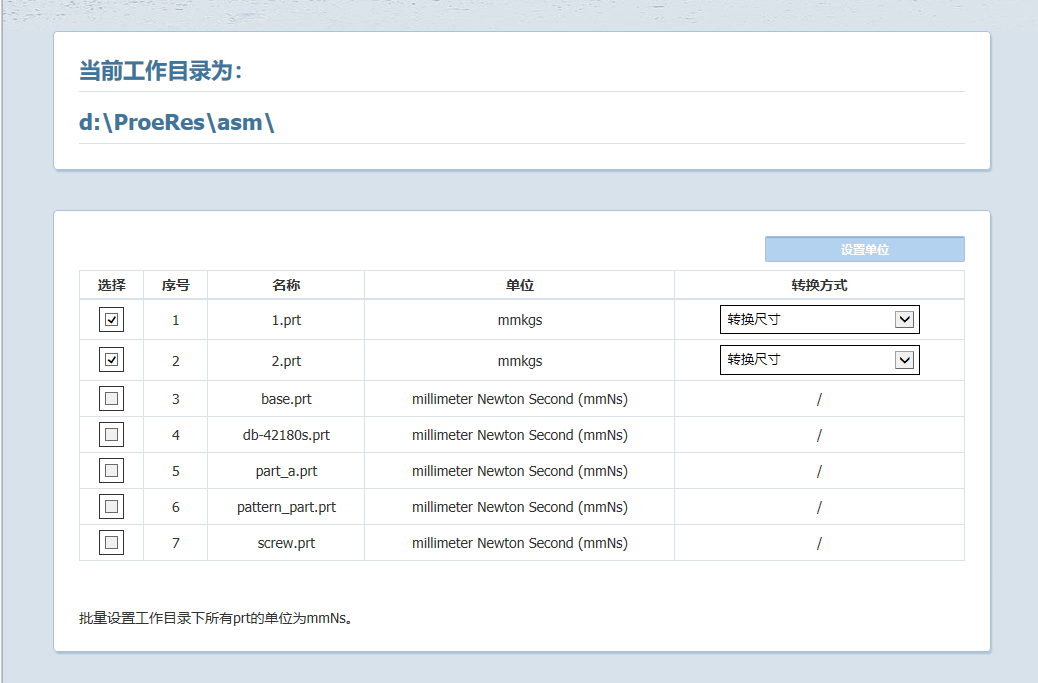 当前工作目录为：
d:\ProeRes\asm\
设置单位
选择 序号 名称 单位 转换方式
1 1.prt mmkgs 转换尺寸
2 2.prt mmkgs 转换尺寸
3 base.prt millimeter Newton Second (mmNs) /
4 db-42180s.prt millimeter Newton Second (mmNs) /
5 part_a.prt millimeter Newton Second (mmNs) /
6 pattern_part.prt millimeter Newton Second (mmNs) /
7 screw.prt millimeter Newton Second (mmNs) /
批量设置工作目录下所有prt的单位为mmNs。